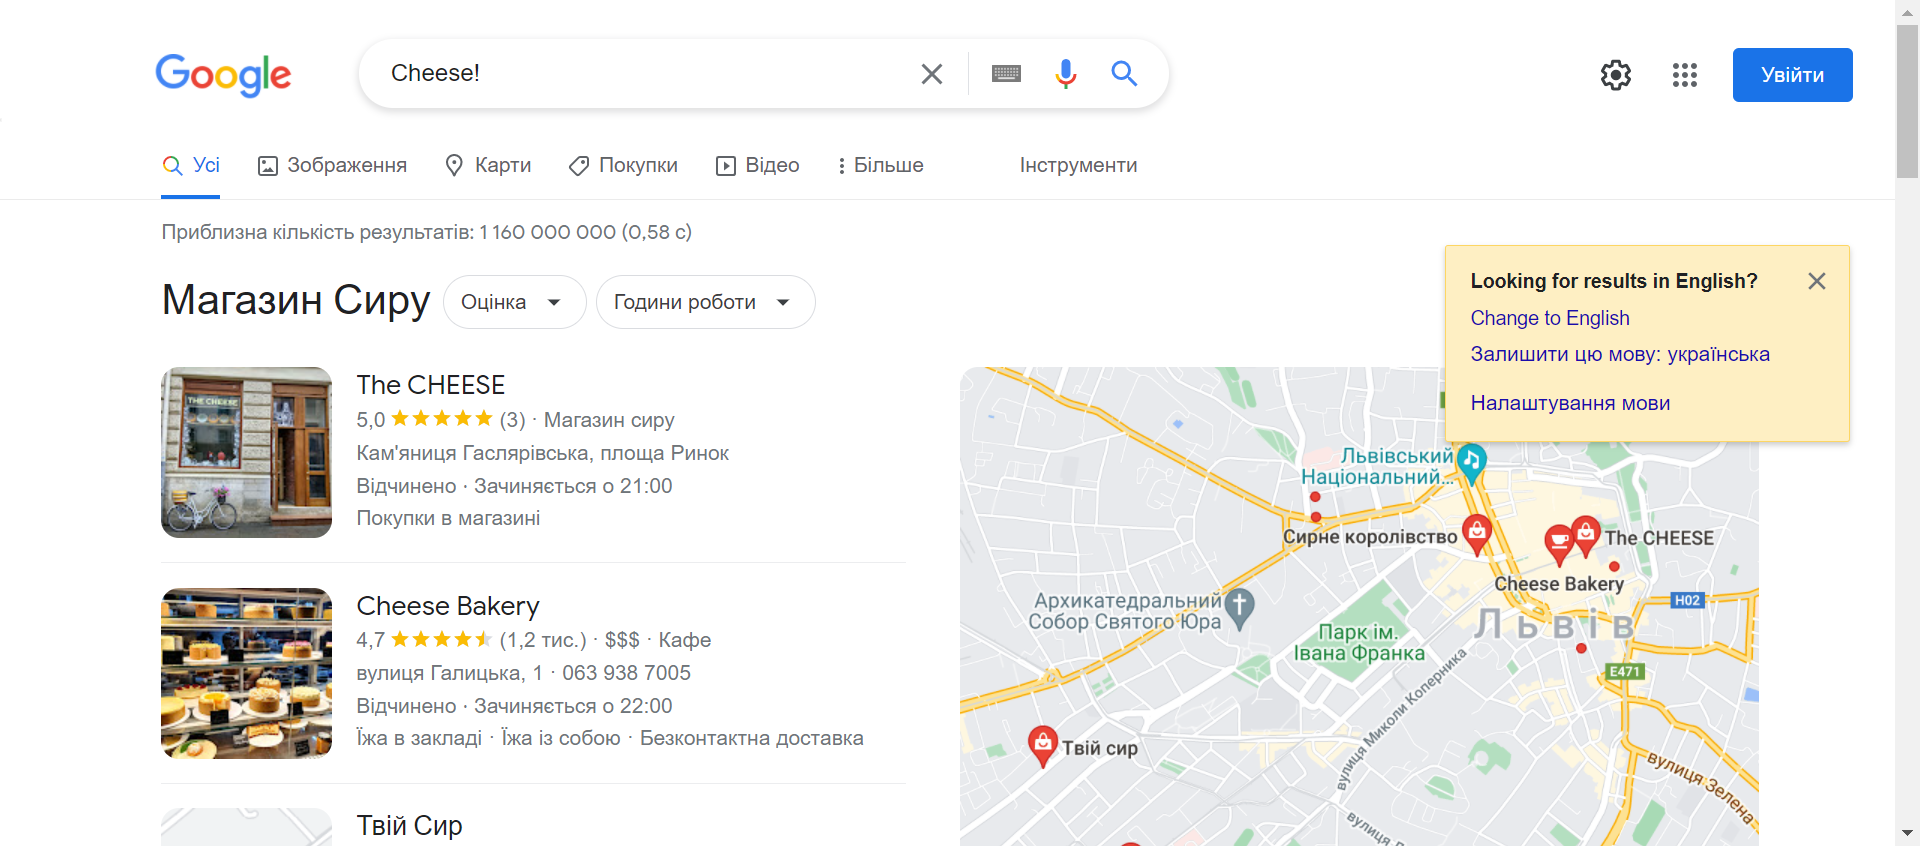 Google
Cheese!
Увійти
Усі
Зображення
Карти
Покупки
Відео
Більше
Інструменти
Приблизна кількість результатів: 1 160 000 000 (0,58 с)
Looking for results in English?
Change to English
Залишити цю мову: українська
Налаштування мови
Магазин Сиру
Оцінка
Години роботи
THE CHEESE
The CHEESE
5,0 (3) · Магазин сиру
Кам'яниця Гаслярівська, площа Ринок
Відчинено · Зачиняється о 21:00
Покупки в магазині
Cheese Bakery
4,7 (1,2 тис.) · $$$ · Кафе
вулиця Галицька, 1 · 063 938 7005
Відчинено · Зачиняється о 22:00
Їжа в закладі · Їжа із собою · Безконтактна доставка
Твій Сир
Львівський
Національний...
Сирне королівство
The CHEESE
Cheese Bakery
Архикатедральний
Собор Святого Юра
H02
Львів
Парк ім.
Івана Франка
E471
вулиця Миколи Коперника
Твій сир
вулиця Зелена
вулиця